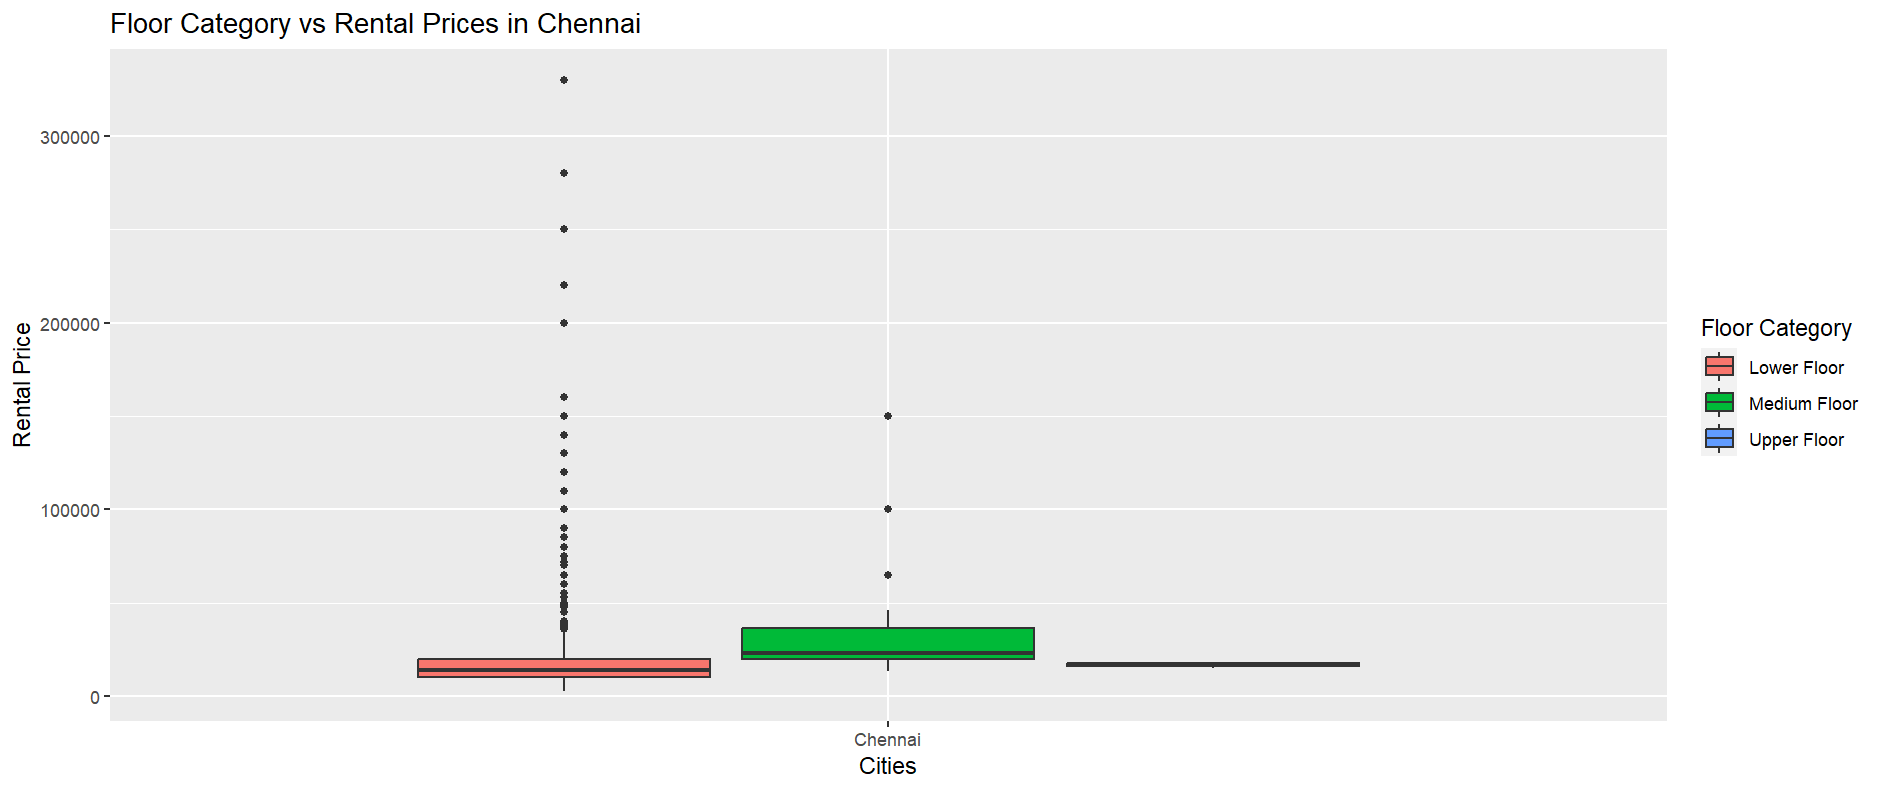 Floor Category vs Rental Prices in Chennai
300000
200000
100000
0
Rental Price
Chennai
Cities
Floor Category
Lower Floor
Medium Floor
Upper Floor